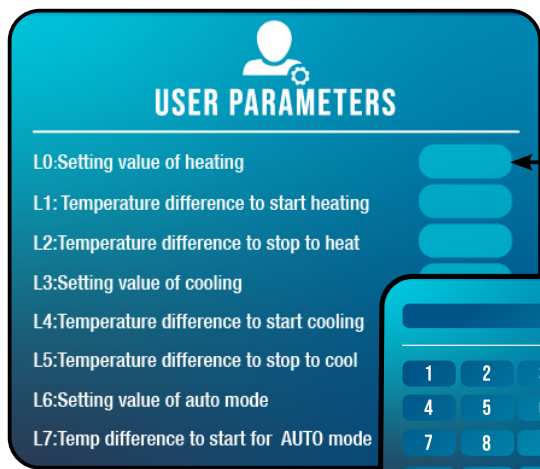 USER PARAMETERS
L0:Setting value of heating
L1: Temperature difference to start heating
L2:Temperature difference to stop to heat
L3:Setting value of cooling
L4:Temperature difference to start cooling
L5:Temperature difference to stop to cool
L6:Setting value of auto mode
L7:Temp difference to start for AUTO mode
1 2
4 5
7 8